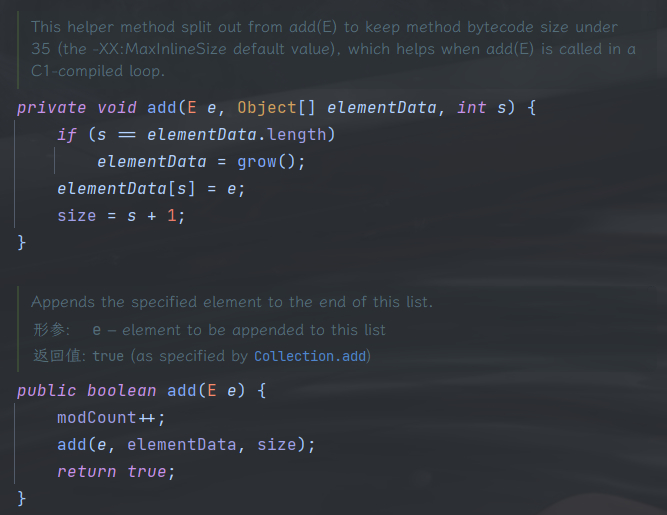 This helper method split out from add(E) to keep method bytecode size under
35 (the -XX:MaxInlineSize default value), which helps when add(E) is called in a
C1-compiled loop.
private void add(E e, Object[] elementData, int s) {
if (s == elementData.length)
elementData = grow();
elementData[s] = e;
size = s + 1;
}
Appends the specified element to the end of this list.
形参: e – element to be appended to this list
返回值: true (as specified by Collection.add)
public boolean add(E e) {
modCount++;
add(e, elementData, size);
return true;
}